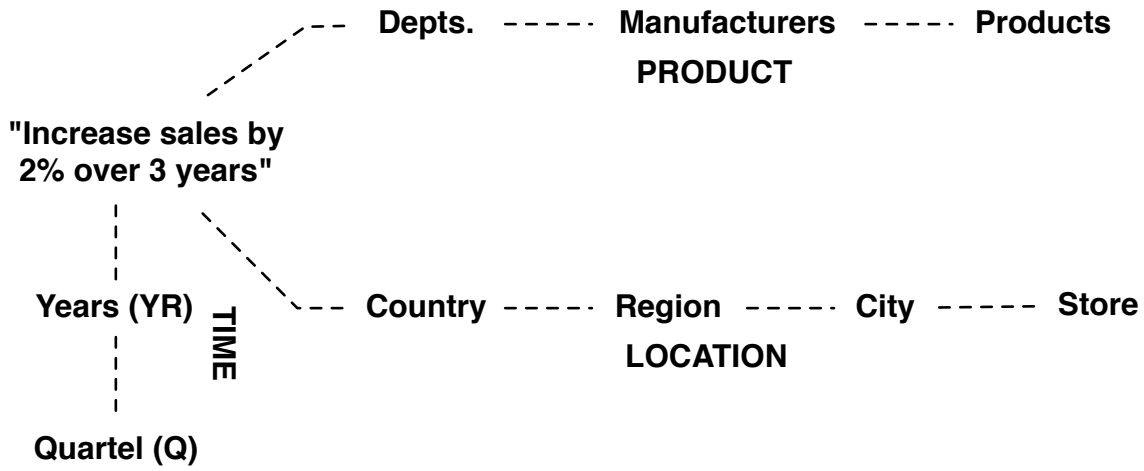 Depts. Manufacturers Products
PRODUCT
"Increase sales by
2% over 3 years"
Years (YR)
TIME
Country Region City Store
LOCATION
Quartel (Q)